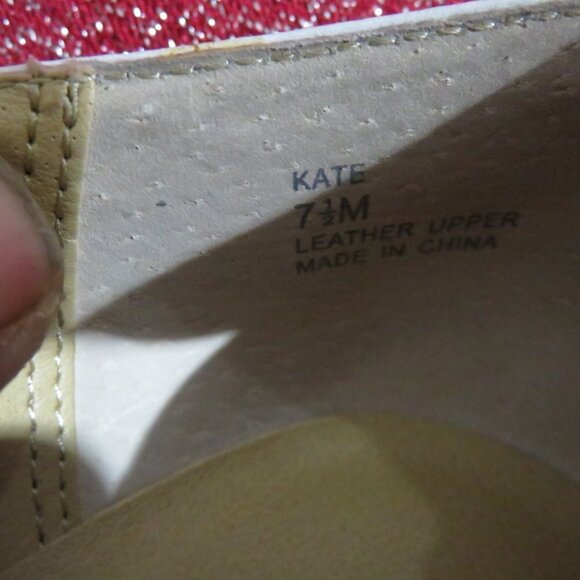 KATE
7½M
LEATHER UPPER
MADE IN CHINA